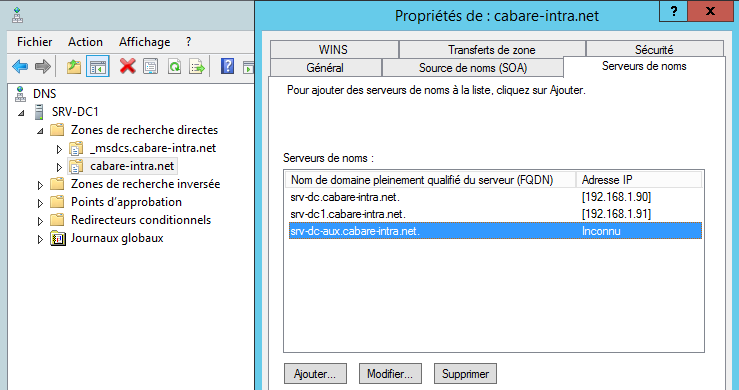 Fichier Action Affichage ?
DNS
SRV-DC1
Zones de recherche directes
_msdcs.cabare-intra.net
cabare-intra.net
Zones de recherche inversée
Points d'approbation
Redirecteurs conditionnels
Journaux globaux
Propriétés de : cabare-intra.net
? x
WINS Transferts de zone Sécurité
Général Source de noms (SOA) Serveurs de noms
Pour ajouter des serveurs de noms à la liste, cliquez sur Ajouter.
Serveurs de noms :
Nom de domaine pleinement qualifié du serveur (FQDN) Adresse IP
srv-dc.cabare-intra.net. [192.168.1.90]
srv-dc1.cabare-intra.net. [192.168.1.91]
srv-dc-aux.cabare-intra.net. Inconnu
Ajouter... Modifier... Supprimer